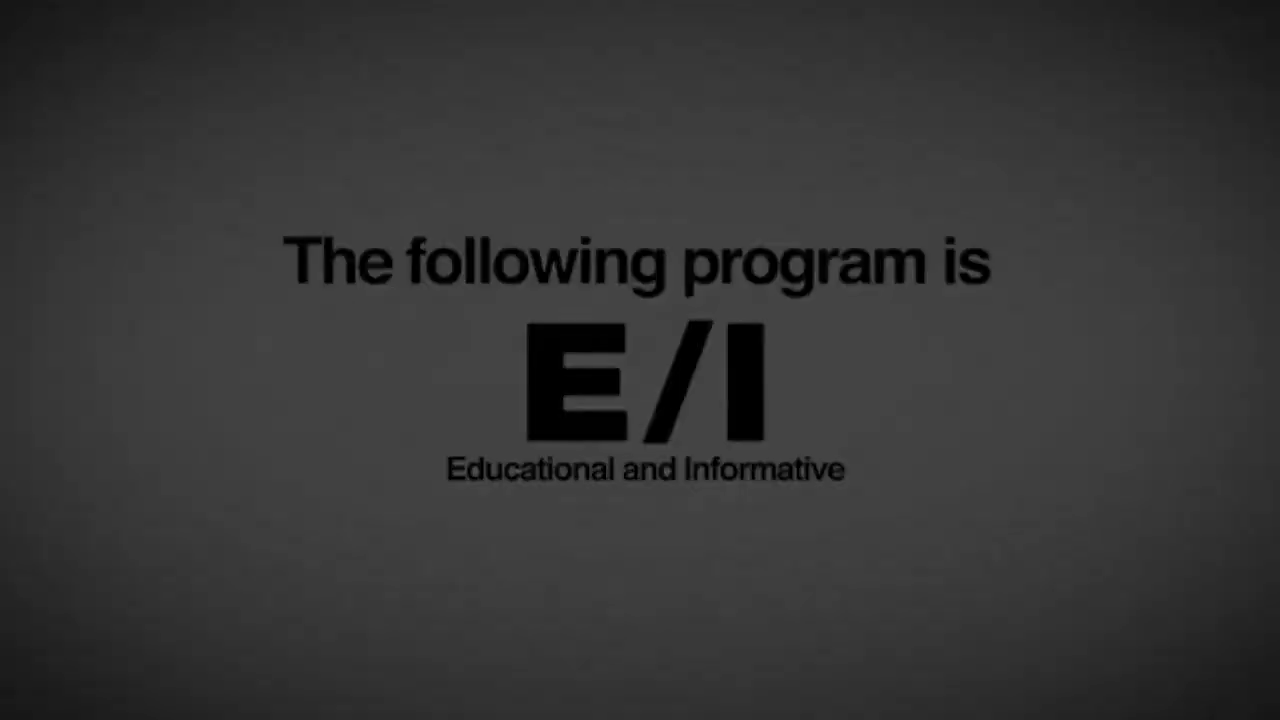 The following program is
E/I
Educational and Informative